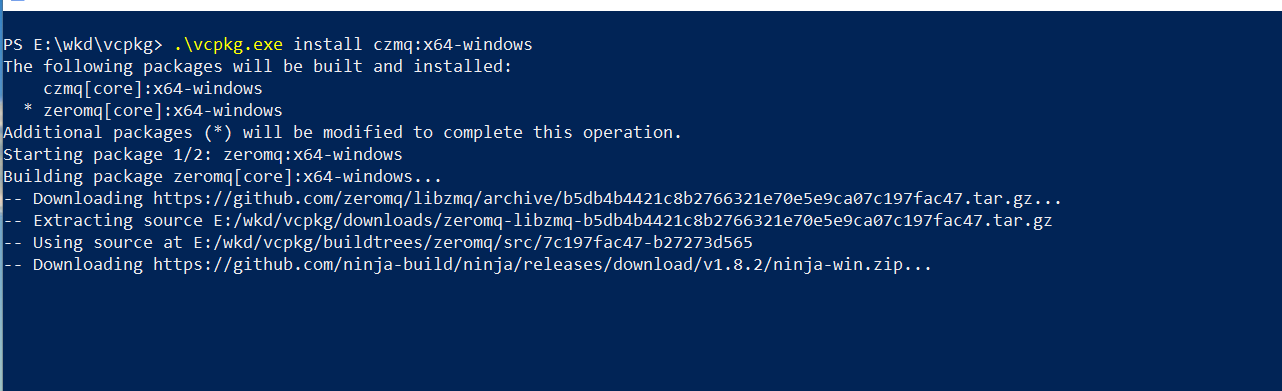 PS E:\wkd\vcpkg> .\vcpkg.exe install czmq:x64-windows
The following packages will be built and installed:
    czmq[core]:x64-windows
  * zeromq[core]:x64-windows
Additional packages (*) will be modified to complete this operation.
Starting package 1/2: zeromq:x64-windows
Building package zeromq[core]:x64-windows...
-- Downloading https://github.com/zeromq/libzmq/archive/b5db4b4421c8b2766321e70e5e9ca07c197fac47.tar.gz...
-- Extracting source E:/wkd/vcpkg/downloads/zeromq-libzmq-b5db4b4421c8b2766321e70e5e9ca07c197fac47.tar.gz
-- Using source at E:/wkd/vcpkg/buildtrees/zeromq/src/7c197fac47-b27273d565
-- Downloading https://github.com/ninja-build/ninja/releases/download/v1.8.2/ninja-win.zip...